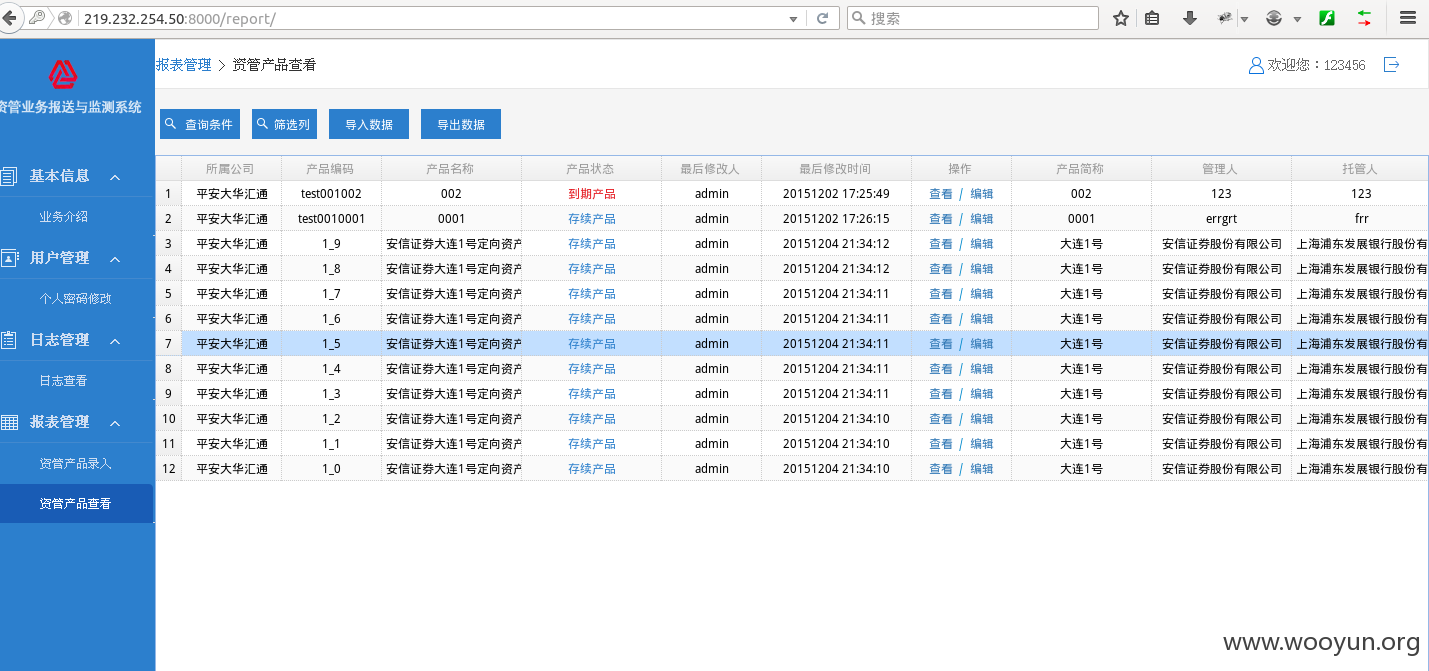 219.232.254.50:8000/report/
搜索
资管业务报送与监测系统
基本信息
业务介绍
用户管理
个人密码修改
日志管理
日志查看
报表管理
资管产品录入
资管产品查看
报表管理 > 资管产品查看
欢迎您：123456
查询条件 筛选列 导入数据 导出数据
所属公司 产品编码 产品名称 产品状态 最后修改人 最后修改时间 操作 产品简称 管理人 托管人
1 平安大华汇通 test001002 002 到期产品 admin 20151202 17:25:49 查看 / 编辑 002 123 123
2 平安大华汇通 test0010001 0001 存续产品 admin 20151202 17:26:15 查看 / 编辑 0001 errgrt frr
3 平安大华汇通 1_9 安信证券大连1号定向资产 存续产品 admin 20151204 21:34:12 查看 / 编辑 大连1号 安信证券股份有限公司 上海浦东发展银行股份有
4 平安大华汇通 1_8 安信证券大连1号定向资产 存续产品 admin 20151204 21:34:12 查看 / 编辑 大连1号 安信证券股份有限公司 上海浦东发展银行股份有
5 平安大华汇通 1_7 安信证券大连1号定向资产 存续产品 admin 20151204 21:34:11 查看 / 编辑 大连1号 安信证券股份有限公司 上海浦东发展银行股份有
6 平安大华汇通 1_6 安信证券大连1号定向资产 存续产品 admin 20151204 21:34:11 查看 / 编辑 大连1号 安信证券股份有限公司 上海浦东发展银行股份有
7 平安大华汇通 1_5 安信证券大连1号定向资产 存续产品 admin 20151204 21:34:11 查看 / 编辑 大连1号 安信证券股份有限公司 上海浦东发展银行股份有
8 平安大华汇通 1_4 安信证券大连1号定向资产 存续产品 admin 20151204 21:34:11 查看 / 编辑 大连1号 安信证券股份有限公司 上海浦东发展银行股份有
9 平安大华汇通 1_3 安信证券大连1号定向资产 存续产品 admin 20151204 21:34:11 查看 / 编辑 大连1号 安信证券股份有限公司 上海浦东发展银行股份有
10 平安大华汇通 1_2 安信证券大连1号定向资产 存续产品 admin 20151204 21:34:10 查看 / 编辑 大连1号 安信证券股份有限公司 上海浦东发展银行股份有
11 平安大华汇通 1_1 安信证券大连1号定向资产 存续产品 admin 20151204 21:34:10 查看 / 编辑 大连1号 安信证券股份有限公司 上海浦东发展银行股份有
12 平安大华汇通 1_0 安信证券大连1号定向资产 存续产品 admin 20151204 21:34:10 查看 / 编辑 大连1号 安信证券股份有限公司 上海浦东发展银行股份有
www.wooyun.org